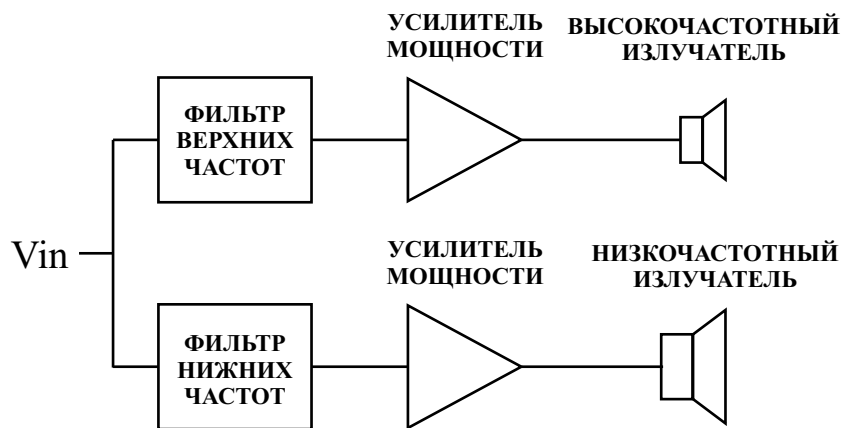 УСИЛИТЕЛЬ
МОЩНОСТИ
ВЫСОКОЧАСТОТНЫЙ
ИЗЛУЧАТЕЛЬ
ФИЛЬТР
ВЕРХНИХ
ЧАСТОТ
Vin
УСИЛИТЕЛЬ
МОЩНОСТИ
НИЗКОЧАСТОТНЫЙ
ИЗЛУЧАТЕЛЬ
ФИЛЬТР
НИЖНИХ
ЧАСТОТ